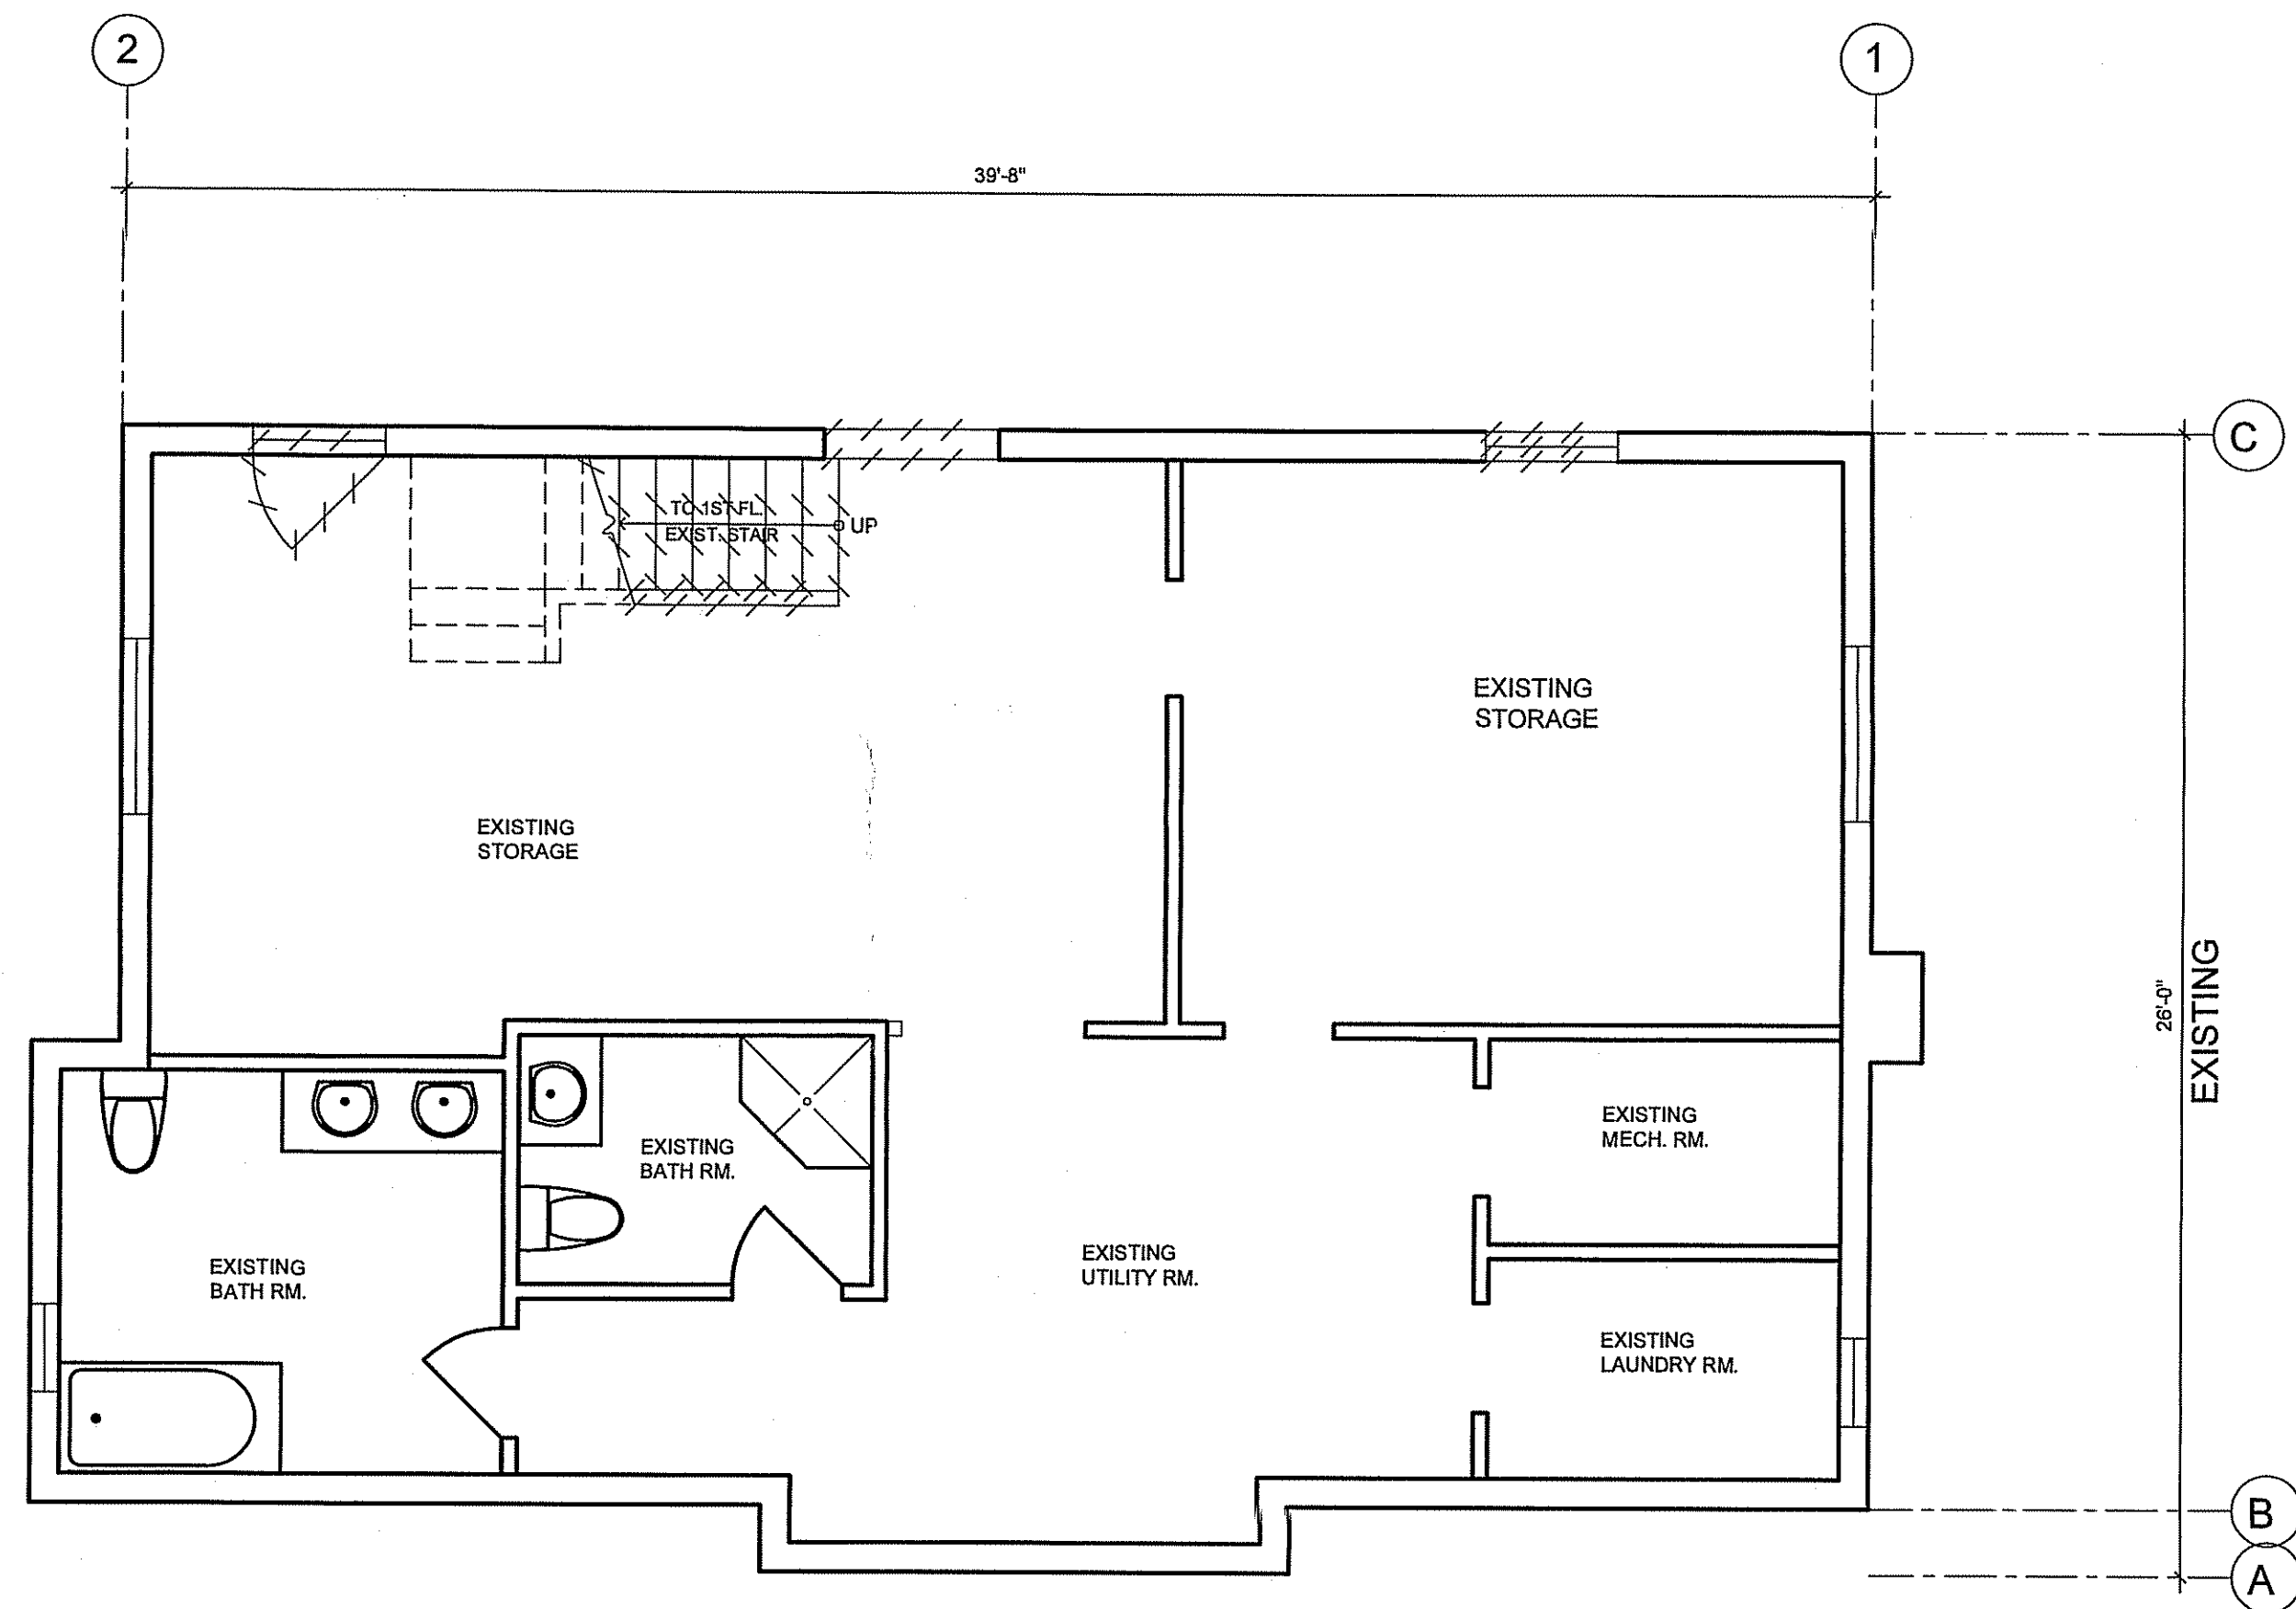 2
1
39'-8"
C
TO 1ST FL.
EXIST. STAIR
UP
EXISTING
STORAGE
EXISTING
STORAGE
26'-0"
EXISTING
EXISTING
BATH RM.
EXISTING
MECH. RM.
EXISTING
BATH RM.
EXISTING
UTILITY RM.
EXISTING
LAUNDRY RM.
B
A